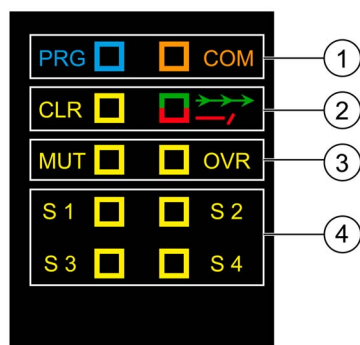 PRG COM 1
CLR 2
MUT OVR 3
S 1 S 2
4
S 3 S 4